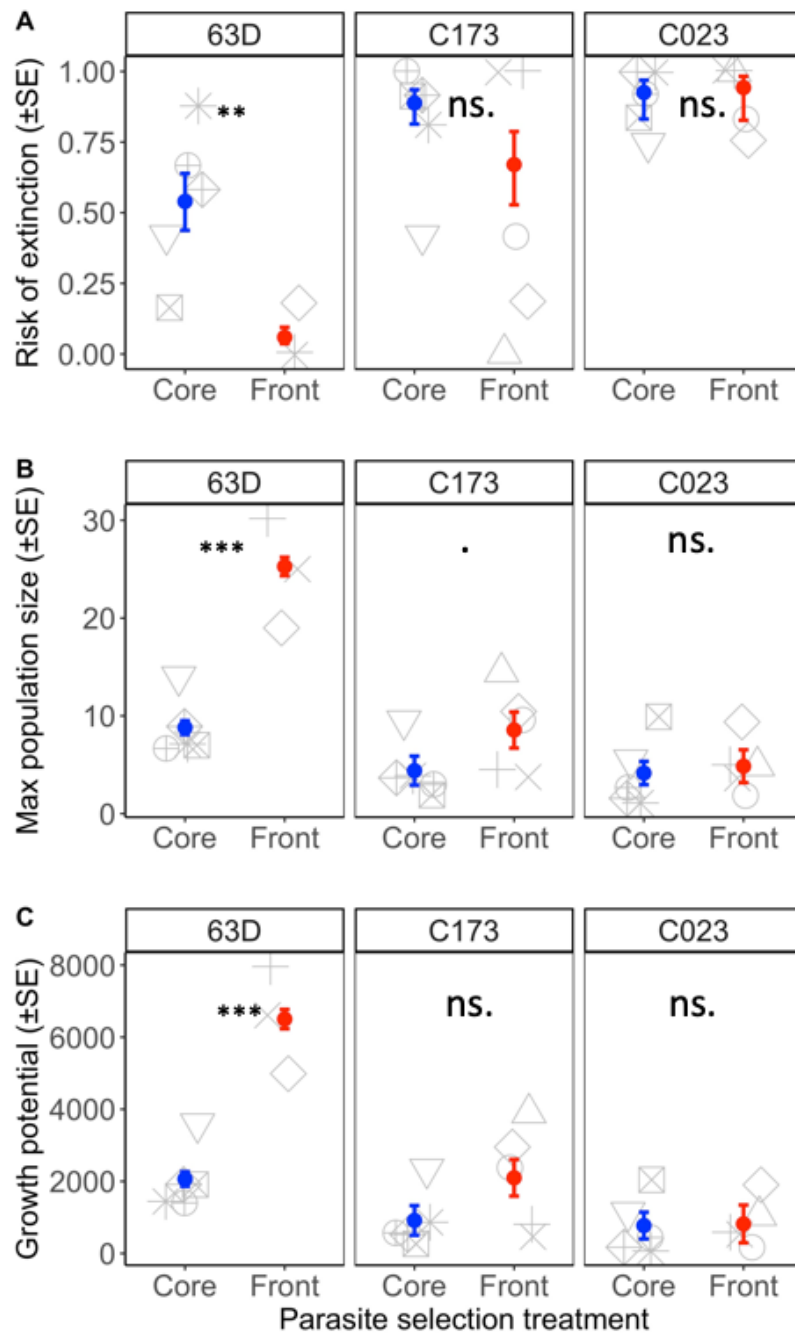 A
63D C173 C023
Risk of extinction (±SE)
1.00
0.75
0.50
0.25
0.00
** ns. ns.
Core Front Core Front Core Front
B
63D C173 C023
Max population size (±SE)
30
20
10
0
*** . ns.
Core Front Core Front Core Front
C
63D C173 C023
Growth potential (±SE)
8000
6000
4000
2000
0
*** ns. ns.
Core Front Core Front Core Front
Parasite selection treatment